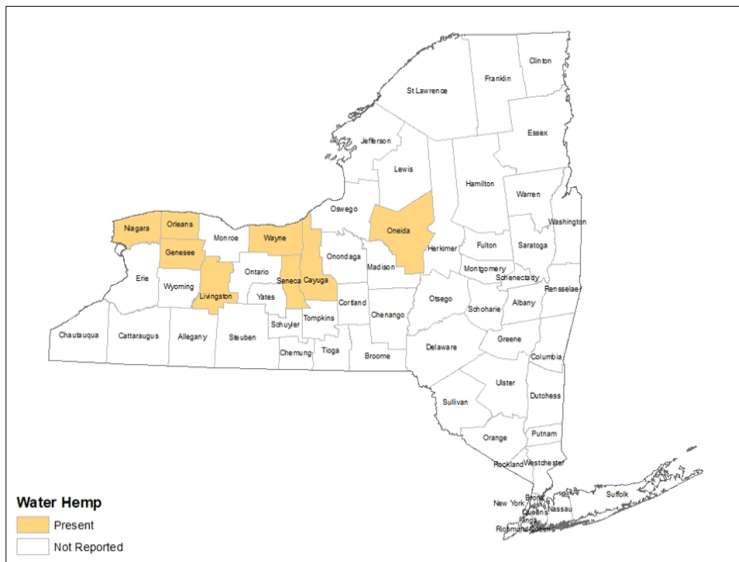 Clinton
Franklin
St Lawrence
Essex
Jefferson
Lewis
Hamilton
Warren
Washington
Oswego
Oneida
Herkimer
Fulton
Saratoga
Niagara
Orleans
Monroe
Wayne
Genesee
Onondaga
Madison
Montgomery
Schenectady
Rensselaer
Erie
Wyoming
Livingston
Ontario
Seneca
Cayuga
Yates
Cortland
Chenango
Otsego
Schoharie
Albany
Chautauqua
Cattaraugus
Allegany
Steuben
Schuyler
Tompkins
Chemung
Tioga
Broome
Delaware
Greene
Columbia
Ulster
Dutchess
Sullivan
Orange
Putnam
Rockland
Westchester
Suffolk
New York
Bronx
Nassau
Queens
Kings
Richmond
Queens
Water Hemp
Present
Not Reported